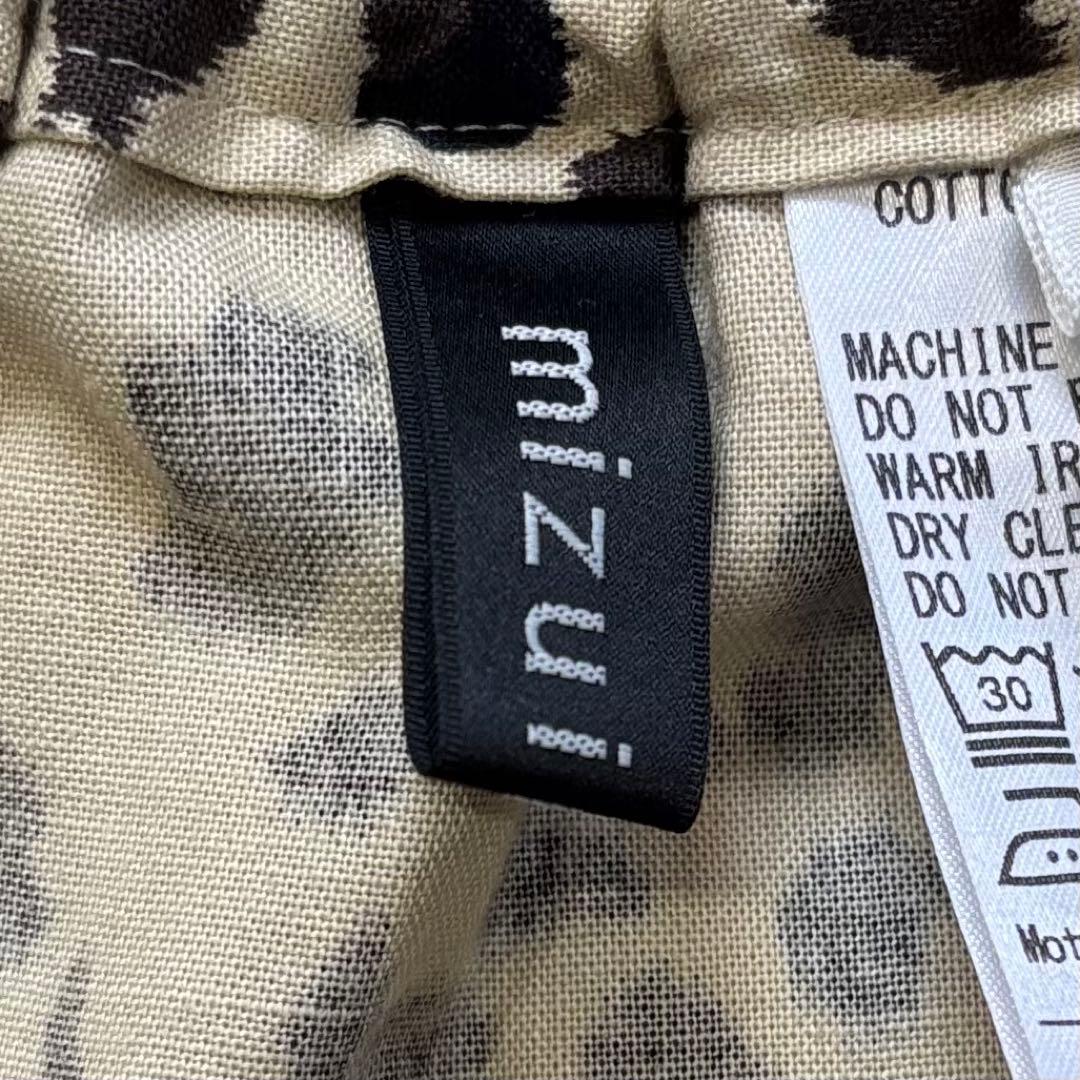 mizui
COTTO
MACHINE
DO NOT
WARM IR
DRY CLE
DO NOT
30
Mot